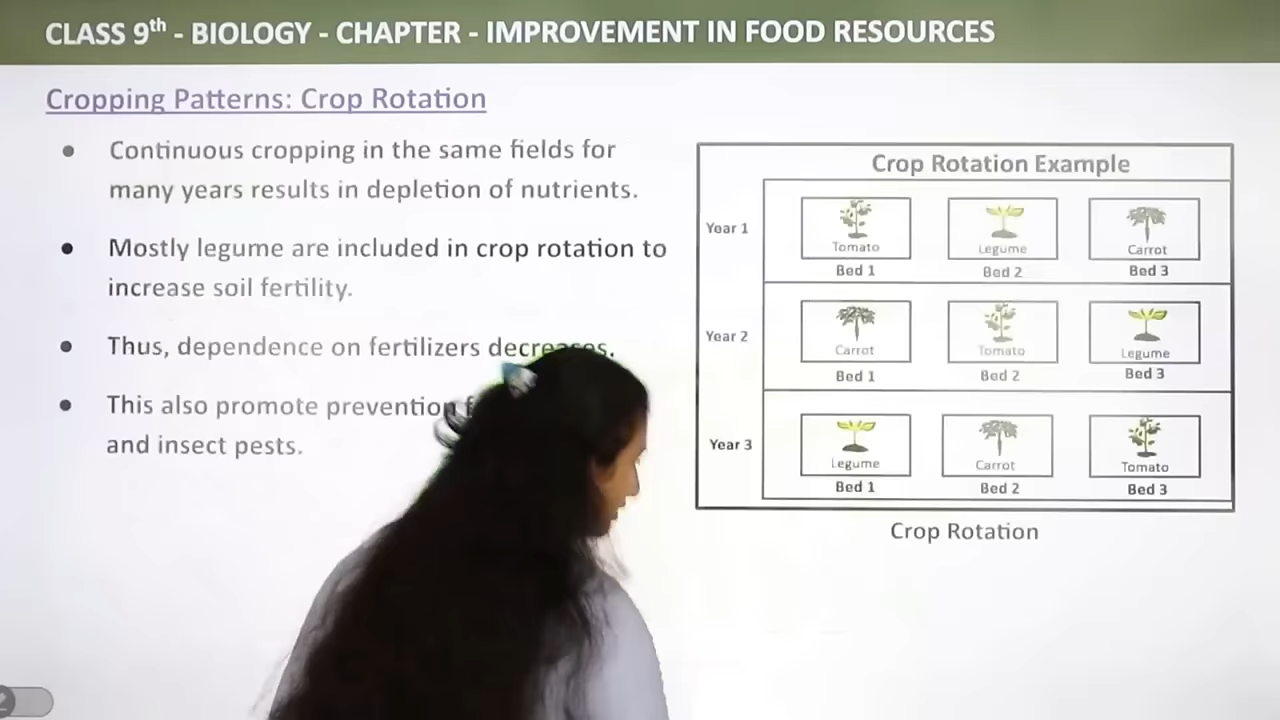 CLASS 9th - BIOLOGY - CHAPTER - IMPROVEMENT IN FOOD RESOURCES
Cropping Patterns: Crop Rotation
Continuous cropping in the same fields for
many years results in depletion of nutrients.
Mostly legume are included in crop rotation to
increase soil fertility.
Thus, dependence on fertilizers decreases.
This also promote prevention
and insect pests.
Crop Rotation Example
Year 1
Tomato
Legume
Carrot
Bed 1
Bed 2
Bed 3
Year 2
Carrot
Tomato
Legume
Bed 1
Bed 2
Bed 3
Year 3
Legume
Carrot
Tomato
Bed 1
Bed 2
Bed 3
Crop Rotation